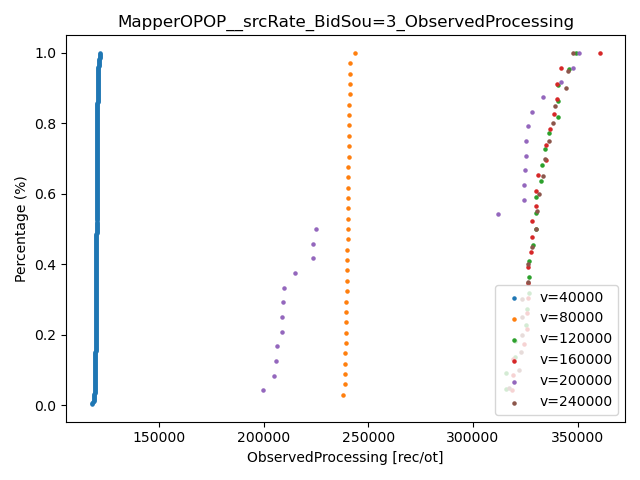 MapperOPOP__srcRate_BidSou=3_ObservedProcessing
Percentage (%)
1.0
0.8
0.6
0.4
0.2
0.0
v=40000
v=80000
v=120000
v=160000
v=200000
v=240000
150000 200000 250000 300000 350000
ObservedProcessing [rec/ot]